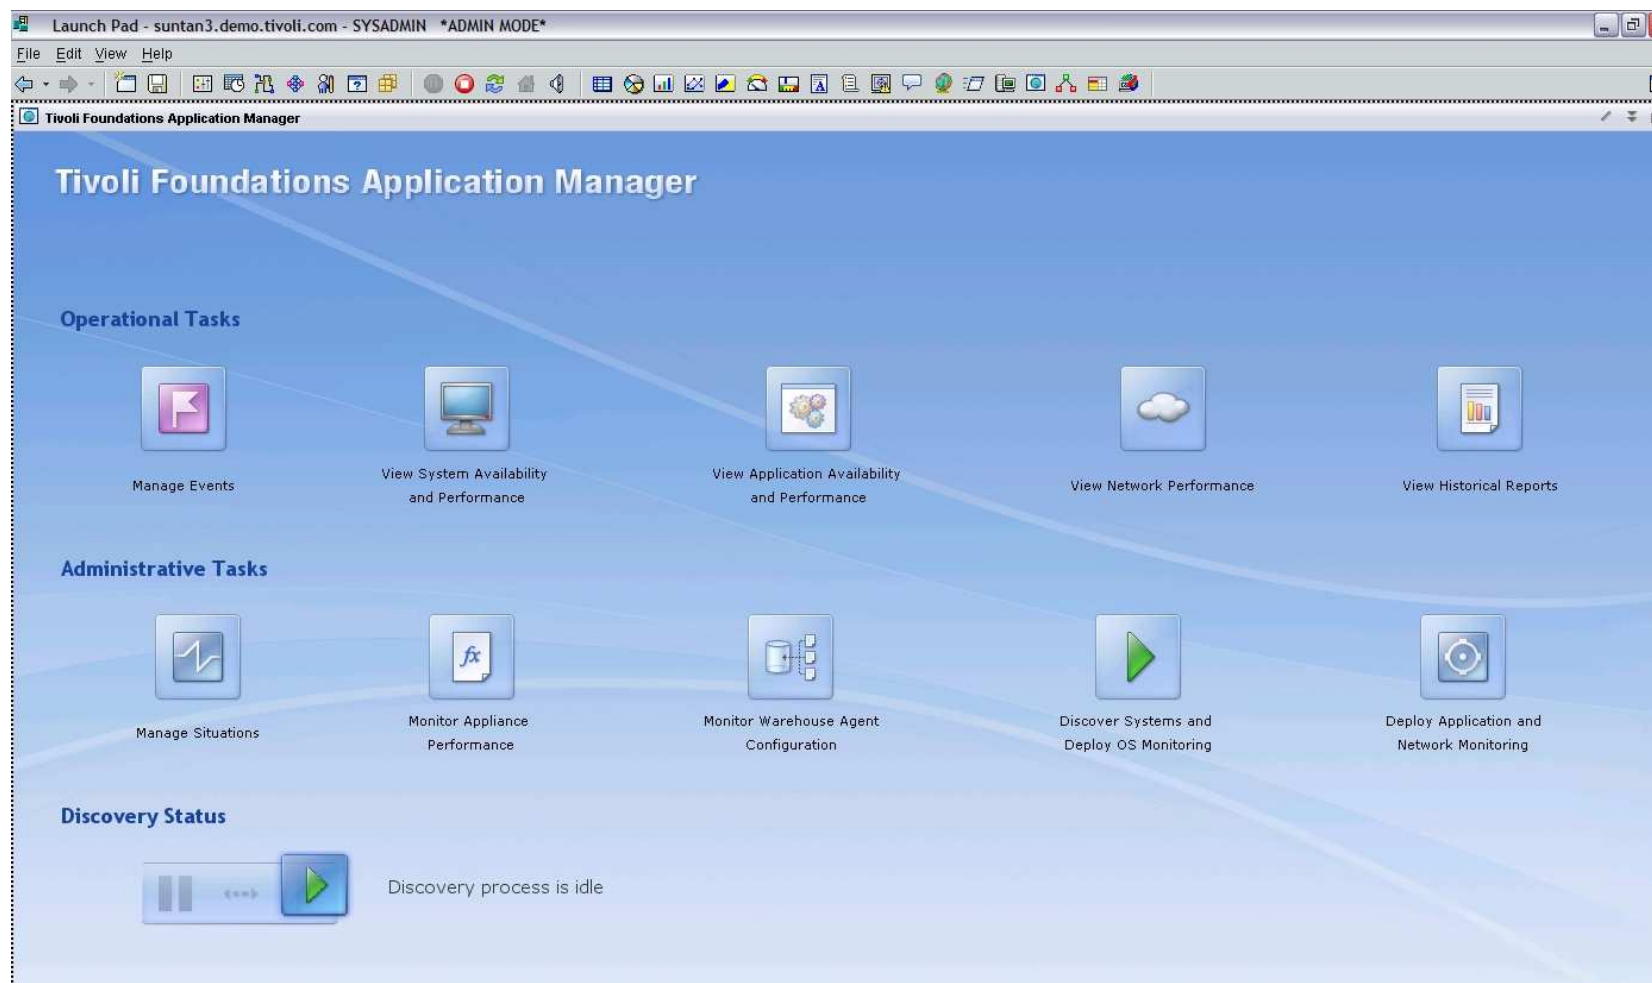 Launch Pad - suntan3.demo.tivoli.com - SYSADMIN *ADMIN MODE*
File Edit View Help
Tivoli Foundations Application Manager
Tivoli Foundations Application Manager
Operational Tasks
Manage Events
View System Availability
and Performance
View Application Availability
and Performance
View Network Performance
View Historical Reports
Administrative Tasks
Manage Situations
Monitor Appliance
Performance
Monitor Warehouse Agent
Configuration
Discover Systems and
Deploy OS Monitoring
Deploy Application and
Network Monitoring
Discovery Status
Discovery process is idle